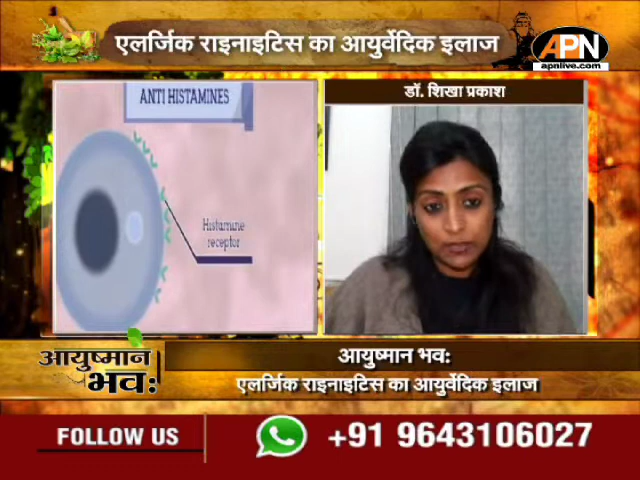 एलर्जिक राइनाइटिस का आयुर्वेदिक इलाज
APN
apnlive.com
ANTI HISTAMINES
Histamine
receptor
डॉ. शिखा प्रकाश
आयुष्मान
भव:
आयुष्मान भव:
एलर्जिक राइनाइटिस का आयुर्वेदिक इलाज
FOLLOW US
+91 9643106027